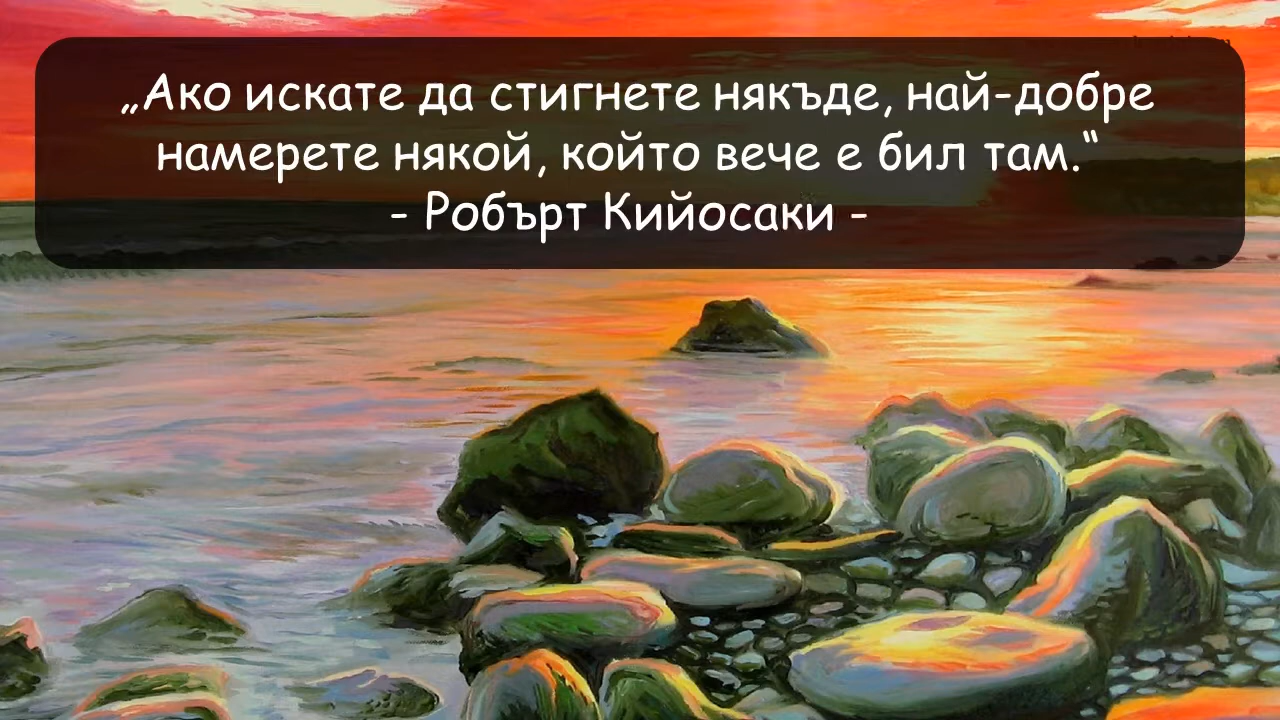 „Ако искате да стигнете някъде, най-добре
намерете някой, който вече е бил там.“
- Робърт Кийосаки -